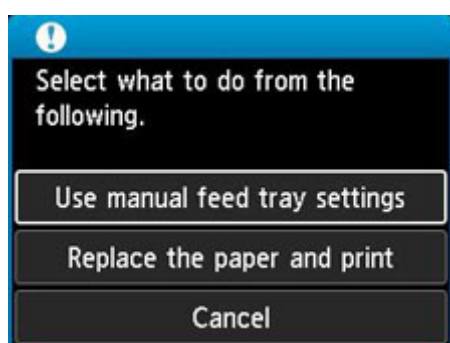 Select what to do from the
following.
Use manual feed tray settings
Replace the paper and print
Cancel